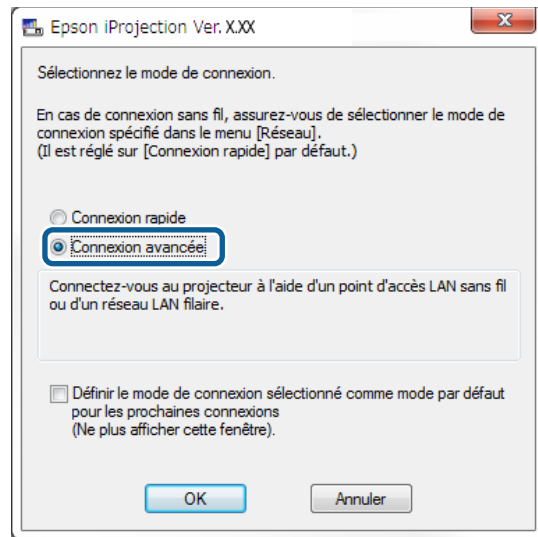 Epson iProjection Ver. X.XX
Sélectionnez le mode de connexion.
En cas de connexion sans fil, assurez-vous de sélectionner le mode de
connexion spécifié dans le menu [Réseau].
(Il est réglé sur [Connexion rapide] par défaut.)
Connexion rapide
Connexion avancée
Connectez-vous au projecteur à l'aide d'un point d'accès LAN sans fil
ou d'un réseau LAN filaire.
Définir le mode de connexion sélectionné comme mode par défaut
pour les prochaines connexions
(Ne plus afficher cette fenêtre).
OK
Annuler